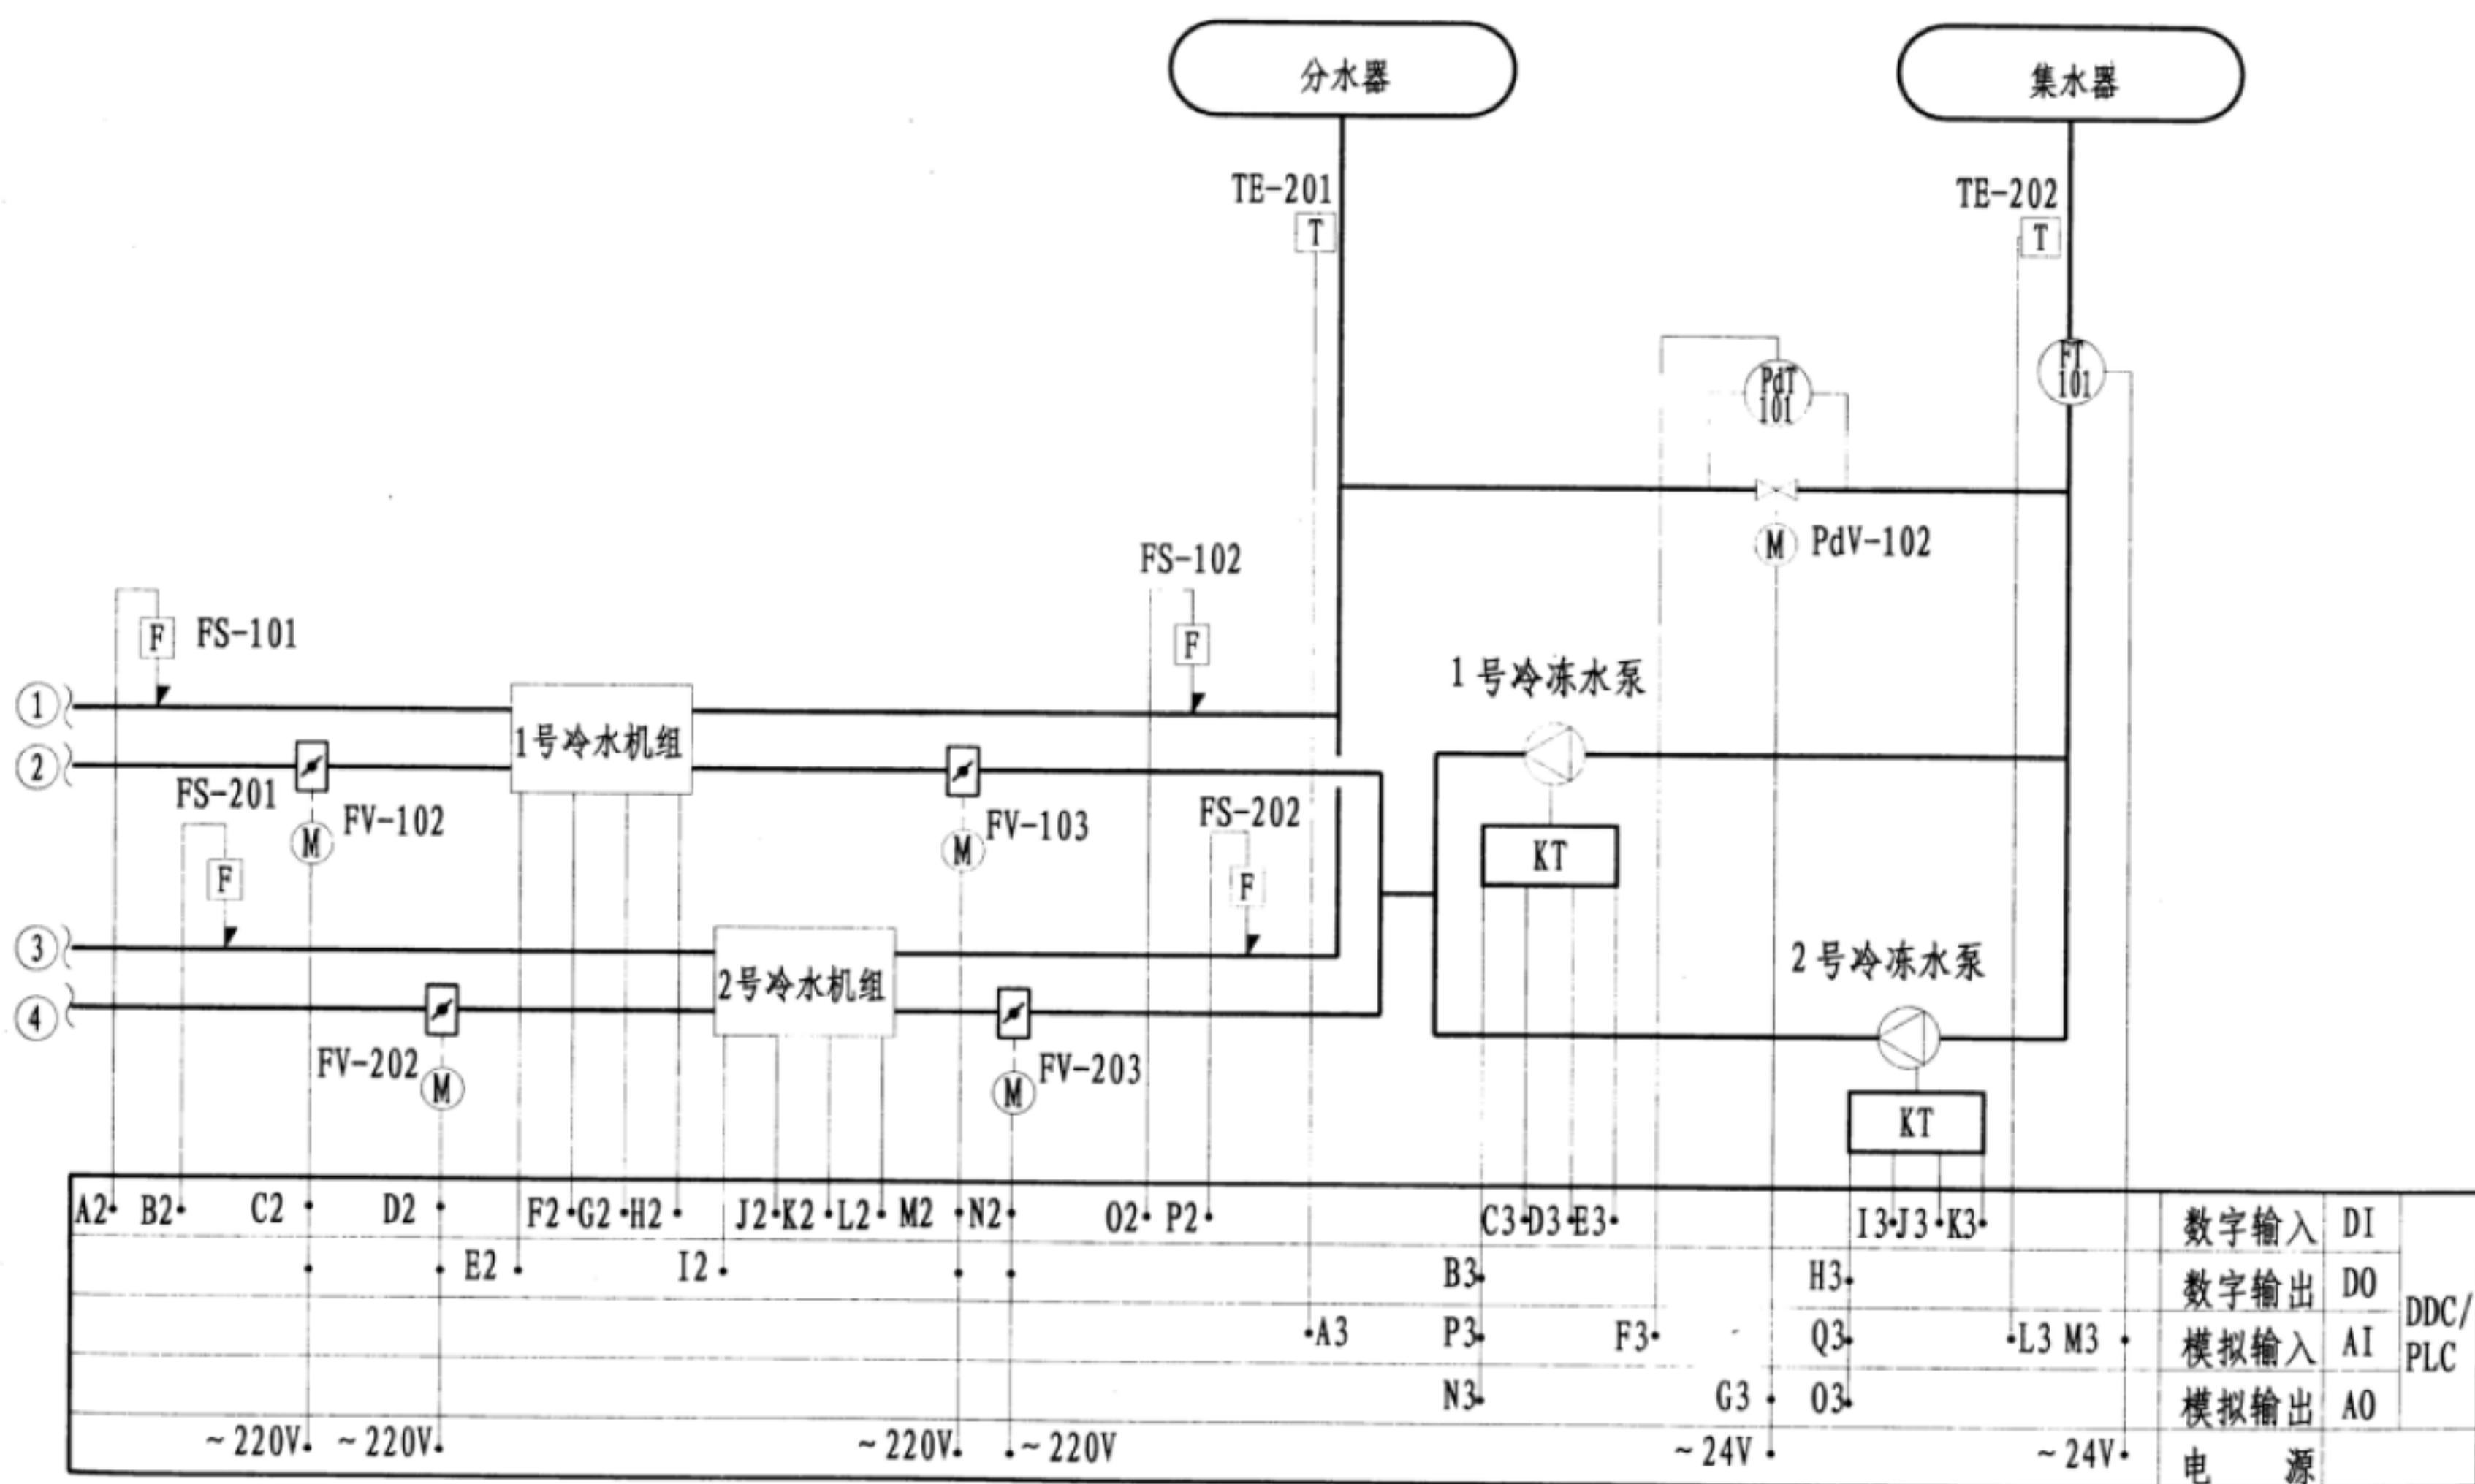 分水器
集水器
TE-201
T
TE-202
T
PdT
101
FT
101
M
PdV-102
FS-102
F
FS-101
F
1号冷冻水泵
①
1号冷水机组
②
FS-201
FV-102
M
FV-103
M
FS-202
KT
F
F
③
2号冷水机组
2号冷冻水泵
④
FV-202
M
FV-203
M
KT
A2 B2 C2 D2 F2 G2 H2 J2 K2 L2 M2 N2 O2 P2 C3 D3 E3 I3 J3 K3 数字输入 DI
E2 I2 B3 H3 数字输出 DO
A3 P3 F3 Q3 L3 M3 模拟输入 AI
N3 G3 O3 模拟输出 AO
DDC/
PLC
~220V ~220V ~220V ~220V ~24V ~24V 电 源